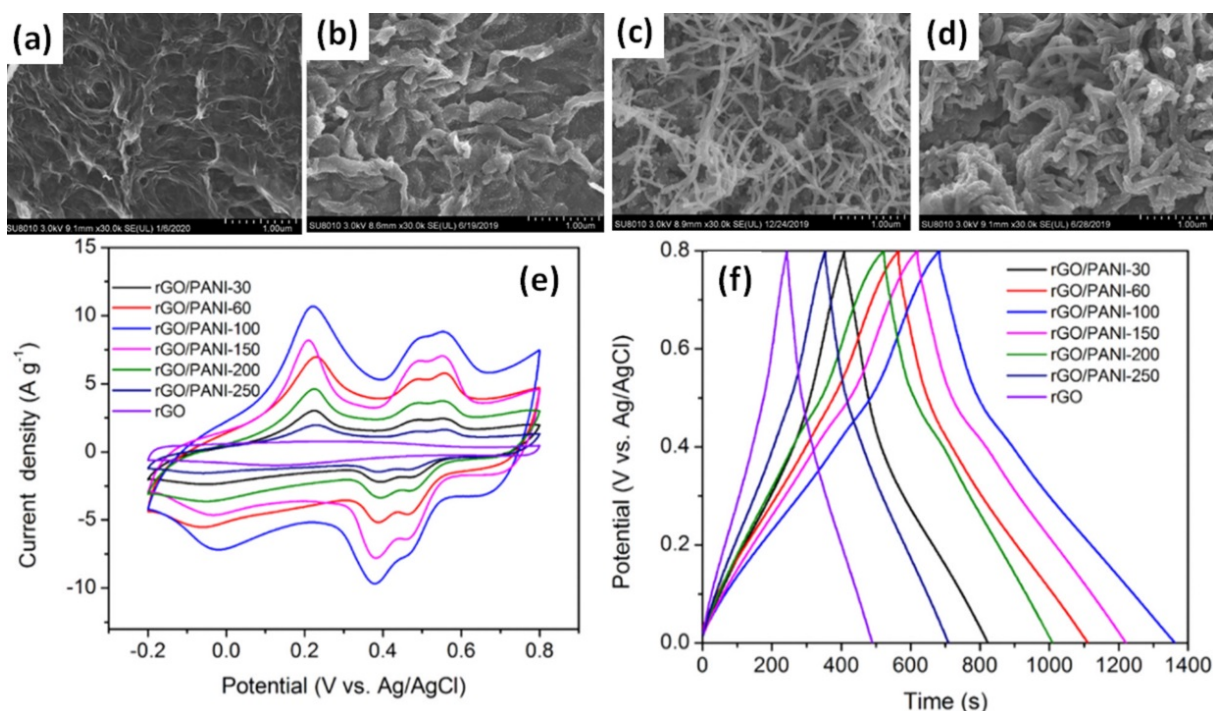 (a)
(b)
(c)
(d)
SU8010 3.0kV 9.1mm x30.0k SE(UL) 1/6/2020 1.00um
SU8010 3.0kV 8.6mm x30.0k SE(UL) 6/19/2019 1.00um
SU8010 3.0kV 8.9mm x30.0k SE(UL) 12/24/2019 1.00um
SU8010 3.0kV 9.1mm x30.0k SE(UL) 6/28/2019 1.00um
(e)
15
10
5
0
-5
-10
Current density (A g⁻¹)
rGO/PANI-30
rGO/PANI-60
rGO/PANI-100
rGO/PANI-150
rGO/PANI-200
rGO/PANI-250
rGO
-0.2 0.0 0.2 0.4 0.6 0.8
Potential (V vs. Ag/AgCl)
(f)
0.8
0.6
0.4
0.2
0.0
Potential (V vs. Ag/AgCl)
rGO/PANI-30
rGO/PANI-60
rGO/PANI-100
rGO/PANI-150
rGO/PANI-200
rGO/PANI-250
rGO
0 200 400 600 800 1000 1200 1400
Time (s)